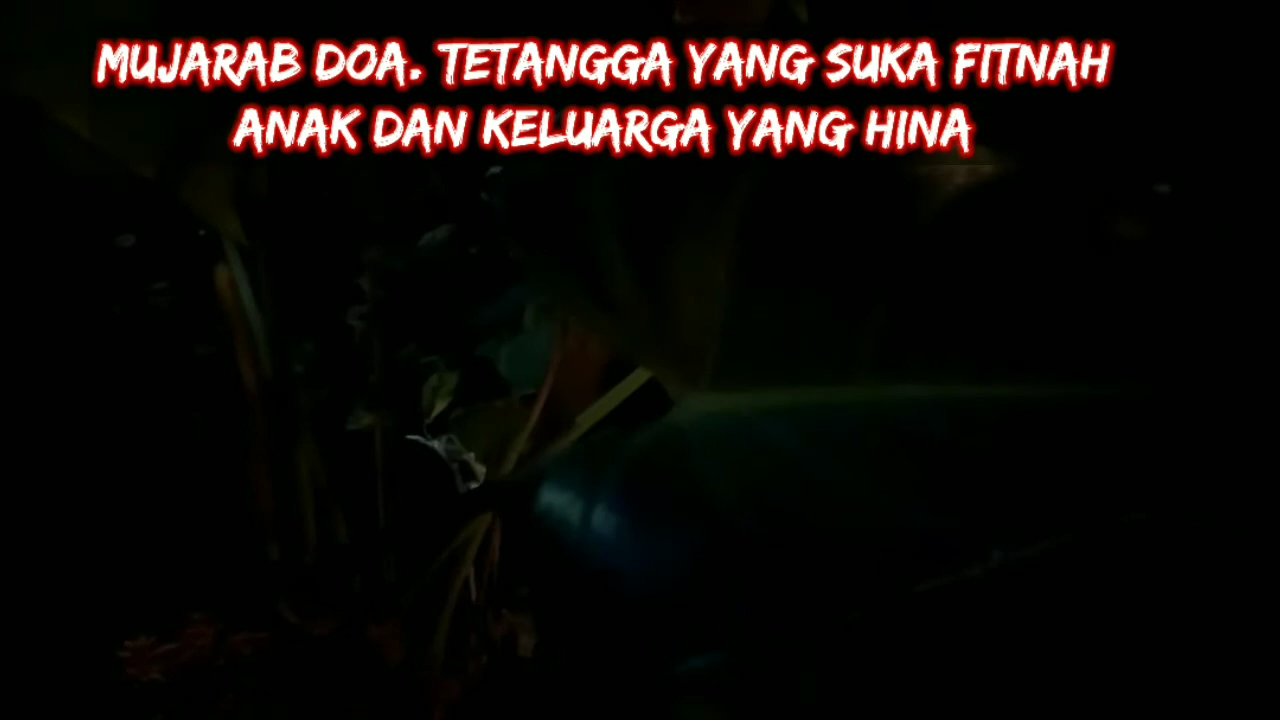 MUJARAB DOA. TETANGGA YANG SUKA FITNAH
ANAK DAN KELUARGA YANG HINA